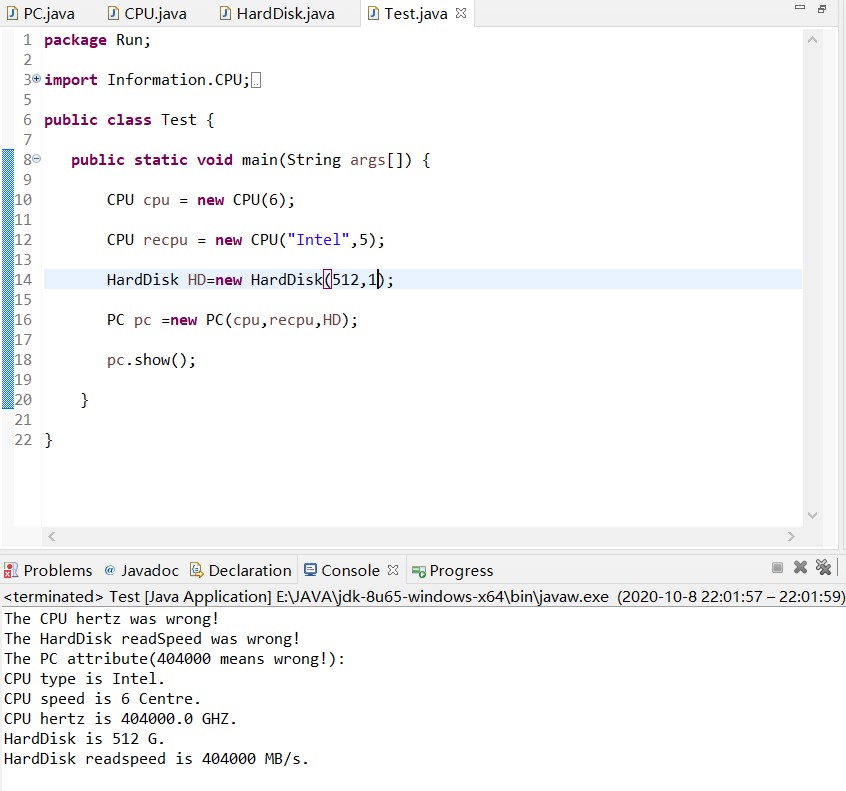 PC.java CPU.java HardDisk.java Test.java
1 package Run;
2
3 import Information.CPU;
5
6 public class Test {
7
8 public static void main(String args[]) {
9
10 CPU cpu = new CPU(6);
11
12 CPU recpu = new CPU("Intel",5);
13
14 HardDisk HD=new HardDisk(512,1);
15
16 PC pc =new PC(cpu,recpu,HD);
17
18 pc.show();
19
20 }
21
22 }
Problems @ Javadoc Declaration Console Progress
<terminated> Test [Java Application] E:\JAVA\jdk-8u65-windows-x64\bin\javaw.exe (2020-10-8 22:01:57 – 22:01:59)
The CPU hertz was wrong!
The HardDisk readSpeed was wrong!
The PC attribute(404000 means wrong!):
CPU type is Intel.
CPU speed is 6 Centre.
CPU hertz is 404000.0 GHZ.
HardDisk is 512 G.
HardDisk readspeed is 404000 MB/s.